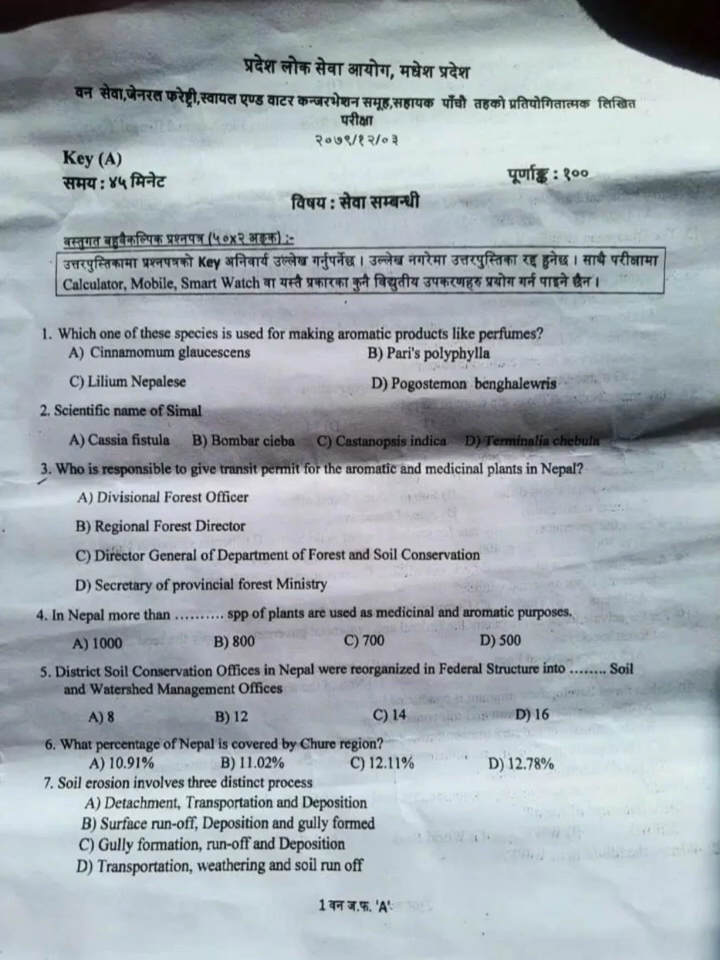 प्रदेश लोक सेवा आयोग, मधेश प्रदेश
वन सेवा,जेनरल फरेष्ट्री,स्वायल एण्ड वाटर कन्जरभेशन समूह,सहायक पाँचौ तहको प्रतियोगितात्मक लिखित
परीक्षा
२०७९/१२/०३
Key (A)
समय : ४५ मिनेट
पूर्णाङ्क : १००
विषय : सेवा सम्बन्धी
वस्तुगत बहुवैकल्पिक प्रश्नपत्र (५०x२ अङ्क) :-
उत्तरपुस्तिकामा प्रश्नपत्रको Key अनिवार्य उल्लेख गर्नुपर्नेछ । उल्लेख नगरेमा उत्तरपुस्तिका रद्द हुनेछ । साथै परीक्षामा
Calculator, Mobile, Smart Watch वा यस्तै प्रकारका कुनै विद्युतीय उपकरणहरु प्रयोग गर्न पाइने छैन ।
1. Which one of these species is used for making aromatic products like perfumes?
A) Cinnamomum glaucescens B) Pari's polyphylla
C) Lilium Nepalese D) Pogostemon benghalewris
2. Scientific name of Simal
A) Cassia fistula B) Bombar cieba C) Castanopsis indica D) Terminalia chebula
3. Who is responsible to give transit permit for the aromatic and medicinal plants in Nepal?
A) Divisional Forest Officer
B) Regional Forest Director
C) Director General of Department of Forest and Soil Conservation
D) Secretary of provincial forest Ministry
4. In Nepal more than .......... spp of plants are used as medicinal and aromatic purposes.
A) 1000 B) 800 C) 700 D) 500
5. District Soil Conservation Offices in Nepal were reorganized in Federal Structure into ........ Soil
and Watershed Management Offices
A) 8 B) 12 C) 14 D) 16
6. What percentage of Nepal is covered by Chure region?
A) 10.91% B) 11.02% C) 12.11% D) 12.78%
7. Soil erosion involves three distinct process
A) Detachment, Transportation and Deposition
B) Surface run-off, Deposition and gully formed
C) Gully formation, run-off and Deposition
D) Transportation, weathering and soil run off
1 वन ज.फ. 'A'